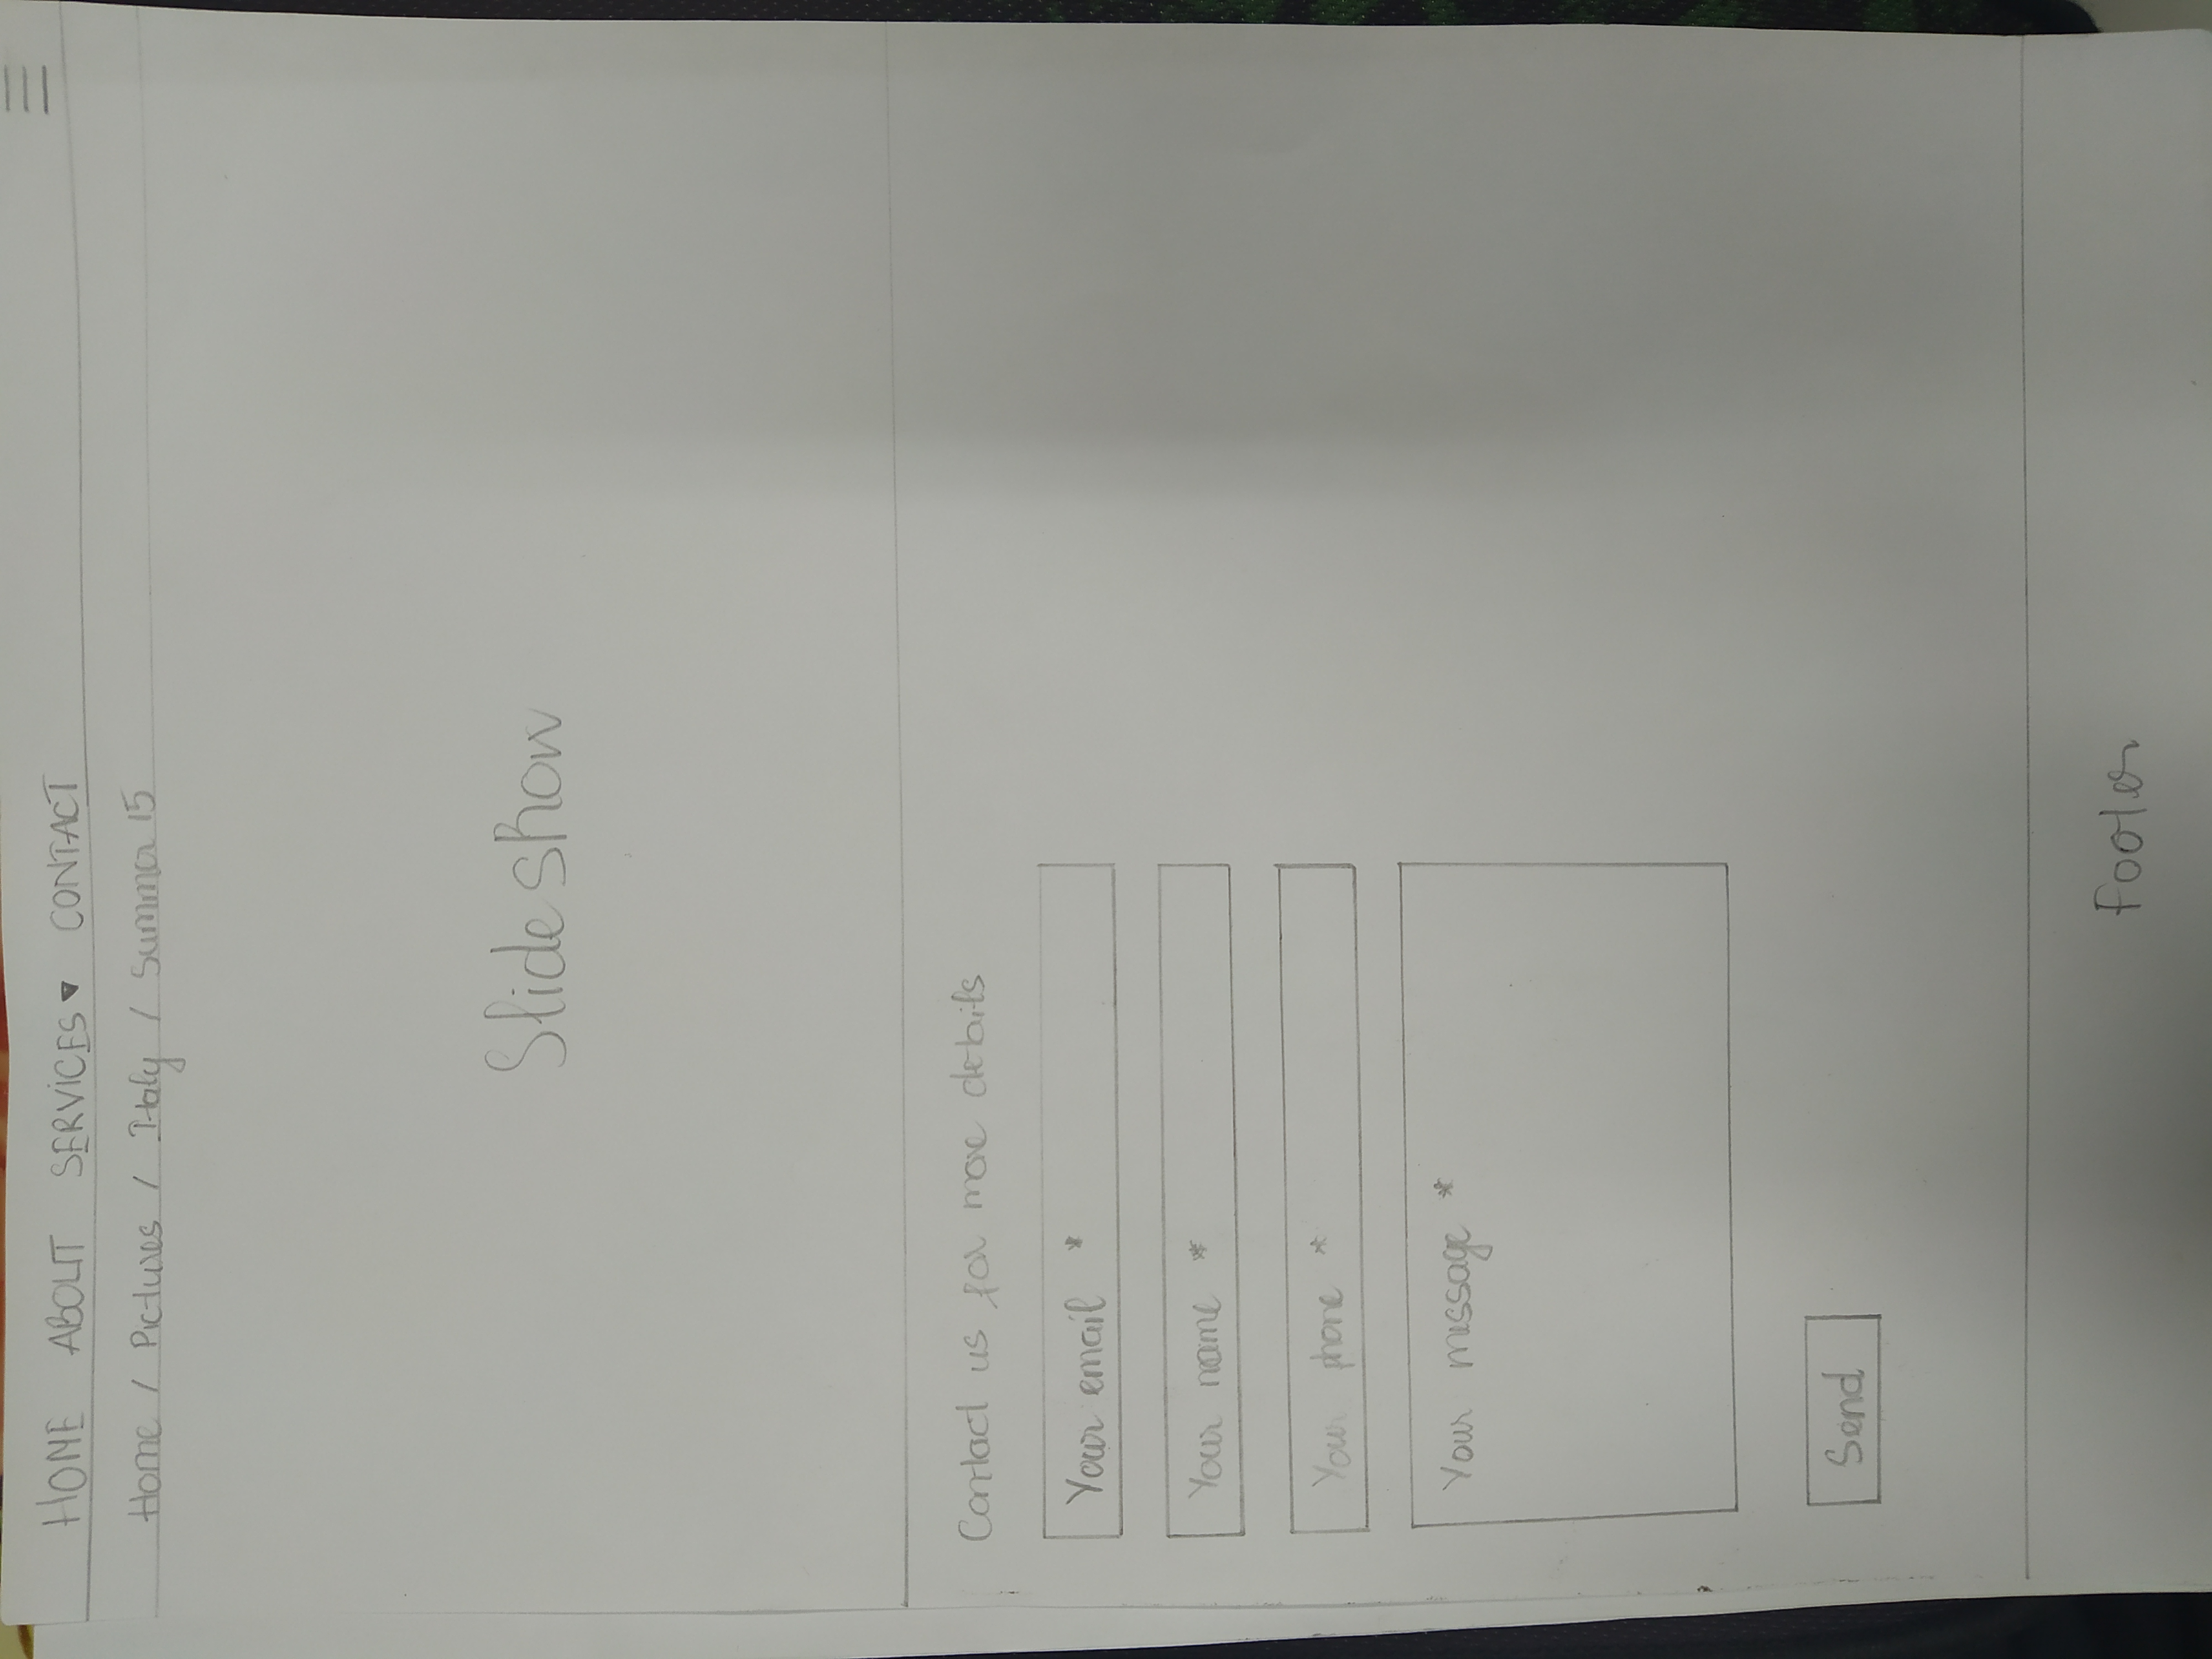 HOME ABOUT SERVICES▾ CONTACT
Home / Pictures / Italy / Summer 15
Slide show
Contact us for more details
Your email *
Your name *
Your phone *
Your message *
Send
Footer